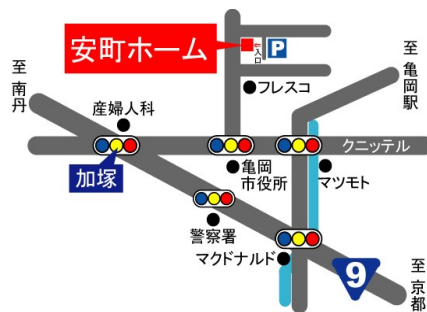 安町ホーム
入口
P
至亀岡駅
至南丹
フレスコ
産婦人科
クニッテル
加塚
亀岡
市役所
マツモト
警察署
マクドナルド
9
至京都